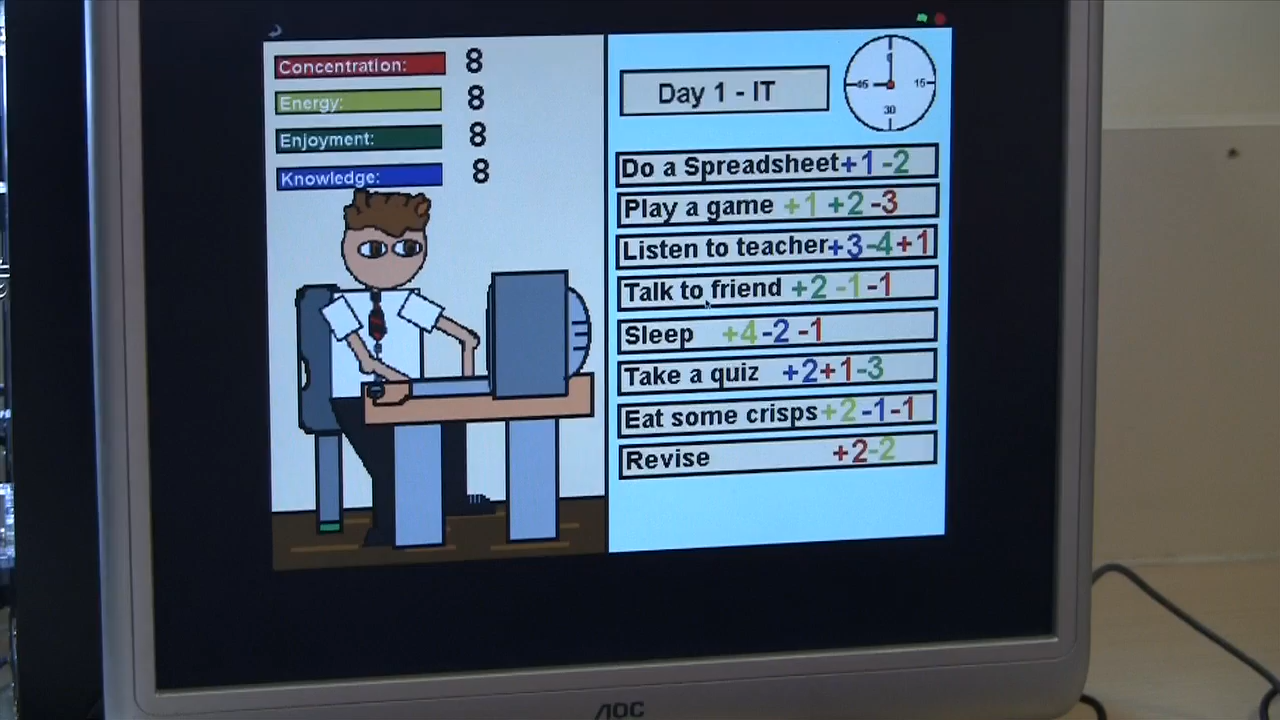 Concentration: 8
Energy: 8
Enjoyment: 8
Knowledge: 8
Day 1 - IT
15
30
45
Do a Spreadsheet+1 -2
Play a game +1 +2 -3
Listen to teacher+3-4+1
Talk to friend +2 -1 -1
Sleep +4-2 -1
Take a quiz +2+1-3
Eat some crisps+2 -1-1
Revise +2-2
AOC